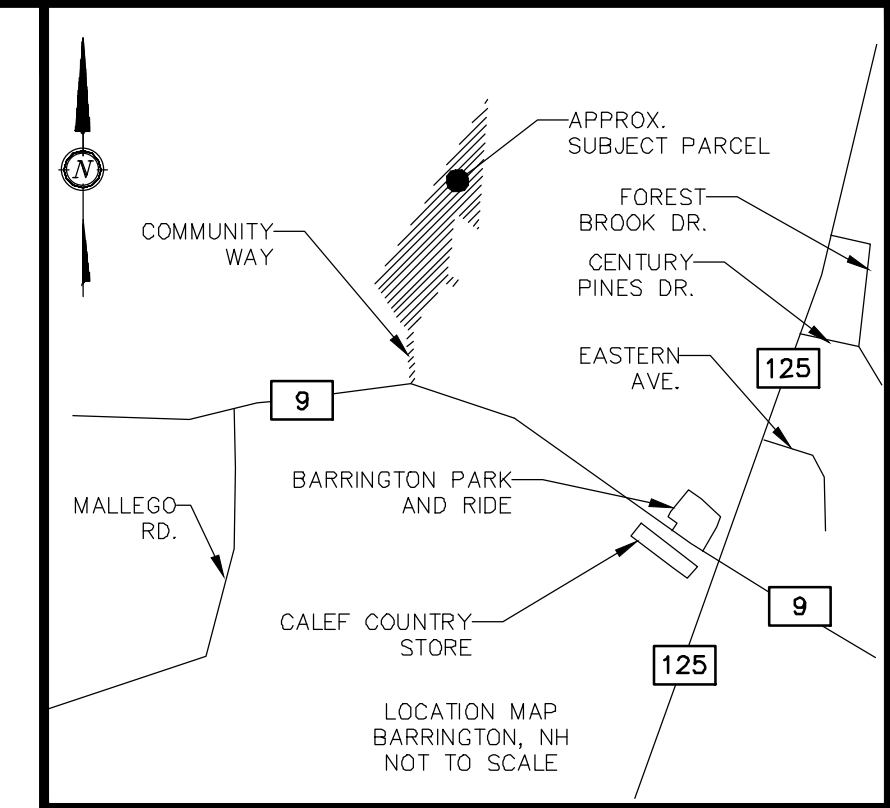 N
APPROX.
SUBJECT PARCEL
FOREST
BROOK DR.
COMMUNITY
WAY
CENTURY
PINES DR.
EASTERN
AVE.
125
9
BARRINGTON PARK
AND RIDE
MALLEGO
RD.
CALEF COUNTRY
STORE
9
125
LOCATION MAP
BARRINGTON, NH
NOT TO SCALE